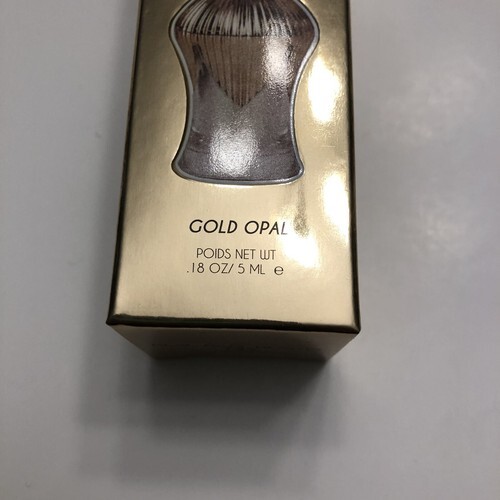 GOLD OPAL
POIDS NET WT
.18 OZ/ 5 ML ℮